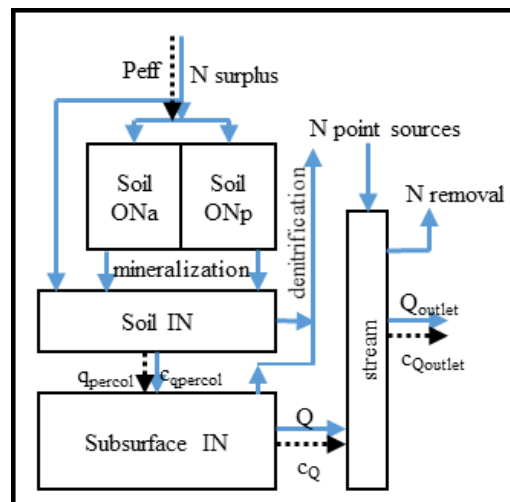 Peff
N surplus
N point sources
Soil
ONa
Soil
ONp
N removal
denitrification
mineralization
Soil IN
Qoutlet
cQoutlet
stream
qpercol
cqpercol
Q
Subsurface IN
cQ